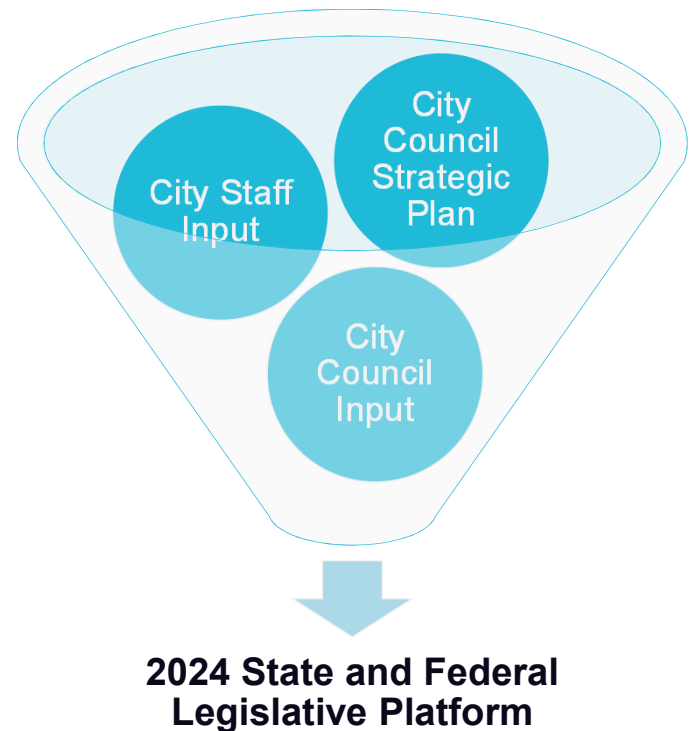 City
Council
Strategic
Plan
City Staff
Input
City
Council
Input
2024 State and Federal
Legislative Platform